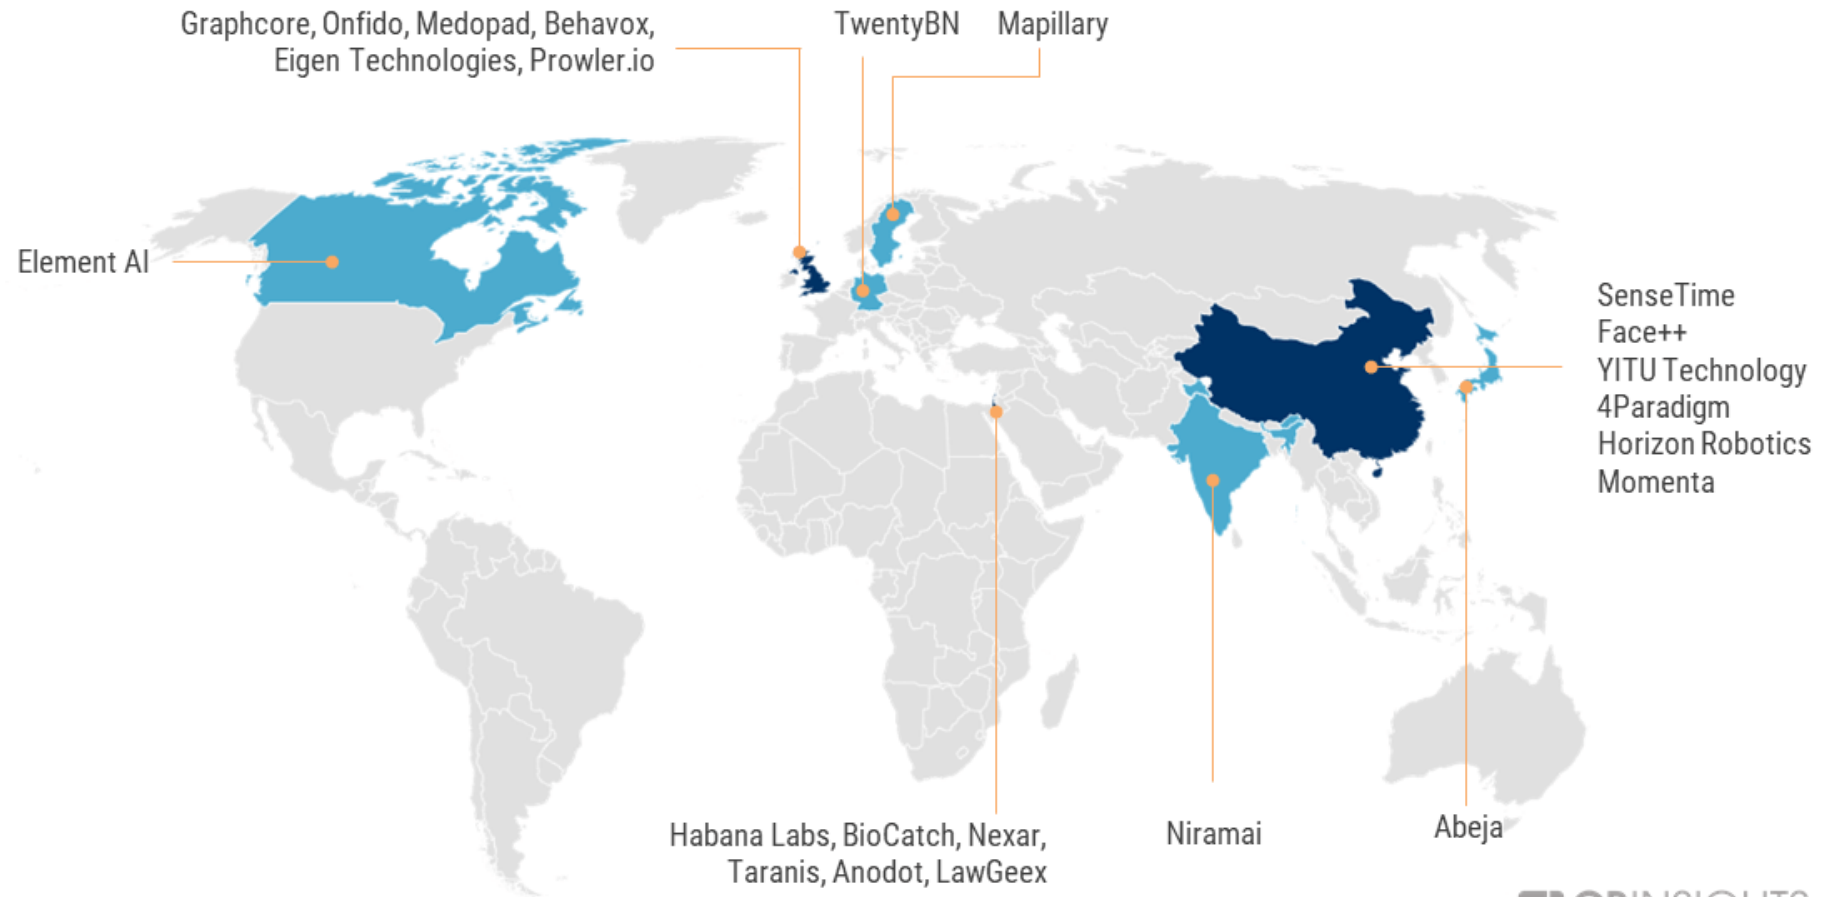 Graphcore, Onfido, Medopad, Behavox,
Eigen Technologies, Prowler.io
TwentyBN
Mapillary
Element AI
SenseTime
Face++
YITU Technology
4Paradigm
Horizon Robotics
Momenta
Habana Labs, BioCatch, Nexar,
Taranis, Anodot, LawGeex
Niramai
Abeja